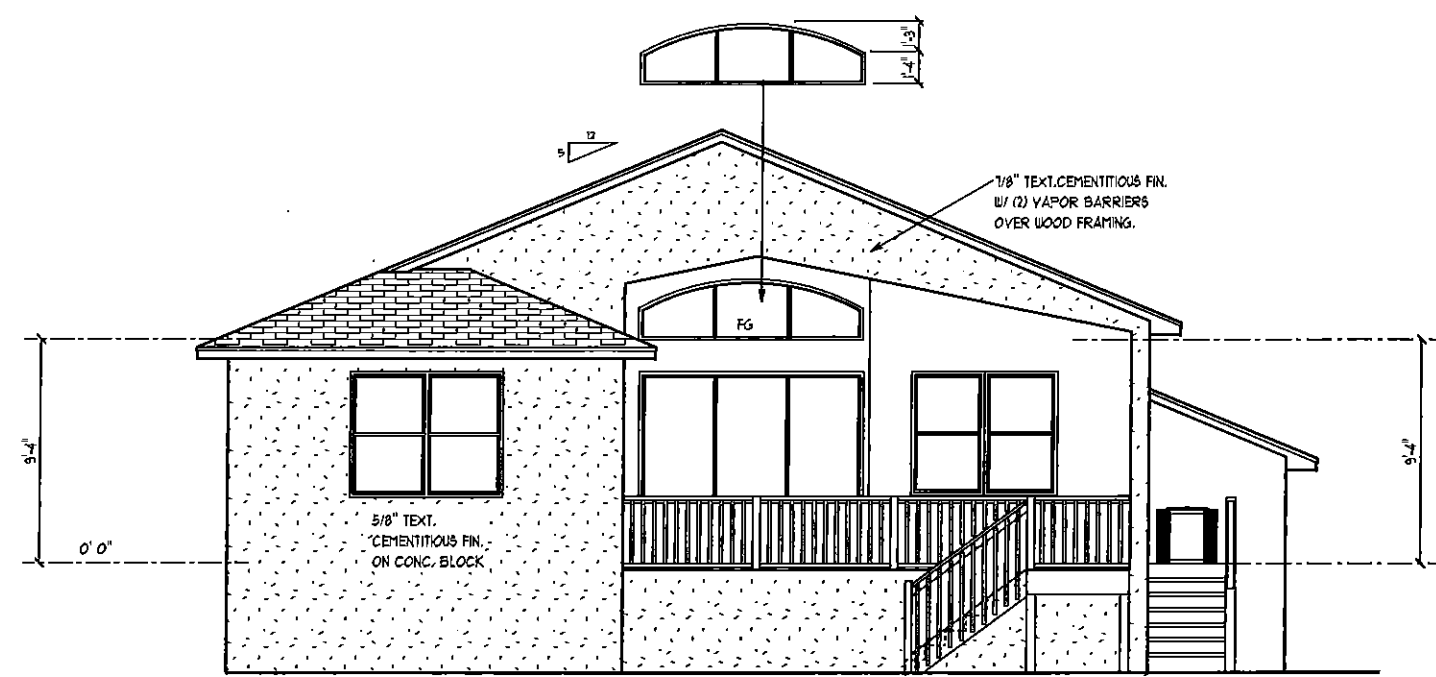 1'-3"
1'-4"
12
5
7/8" TEXT.CEMENTITIOUS FIN.
W/ (2) VAPOR BARRIERS
OVER WOOD FRAMING.
FG
9'-4"
9'-4"
5/8" TEXT.
CEMENTITIOUS FIN.
ON CONC. BLOCK
0' 0"